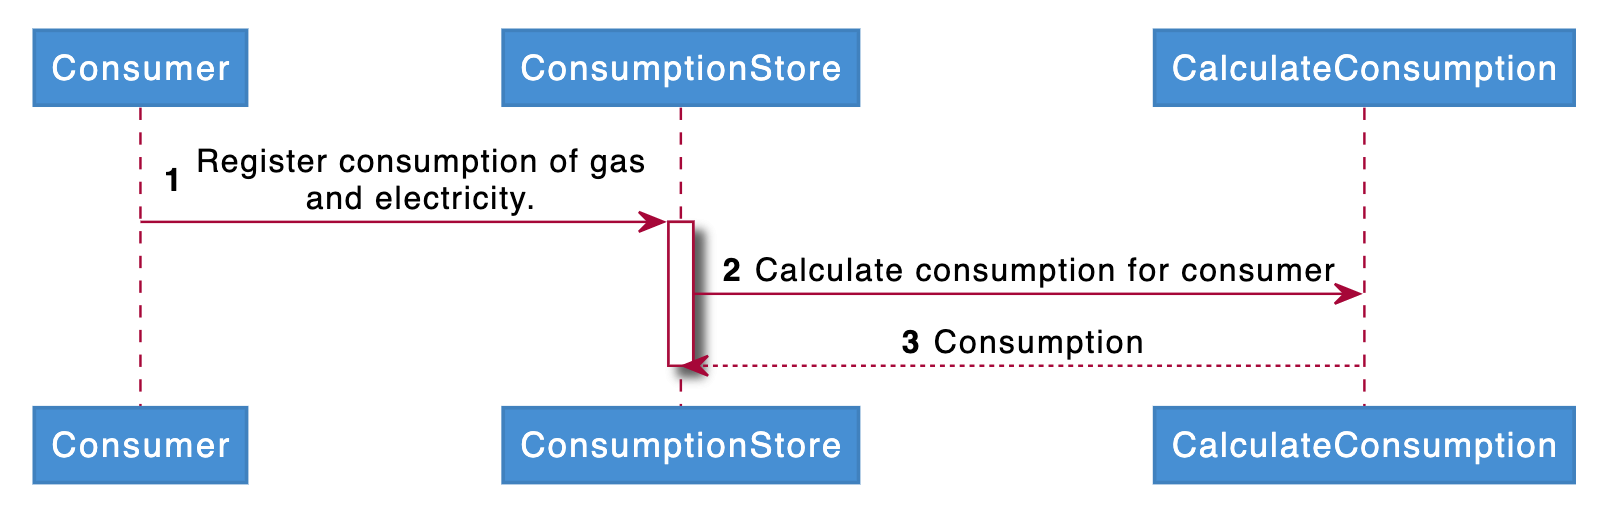 Consumer
ConsumptionStore
CalculateConsumption
1 Register consumption of gas
and electricity.
2 Calculate consumption for consumer
3 Consumption
Consumer
ConsumptionStore
CalculateConsumption